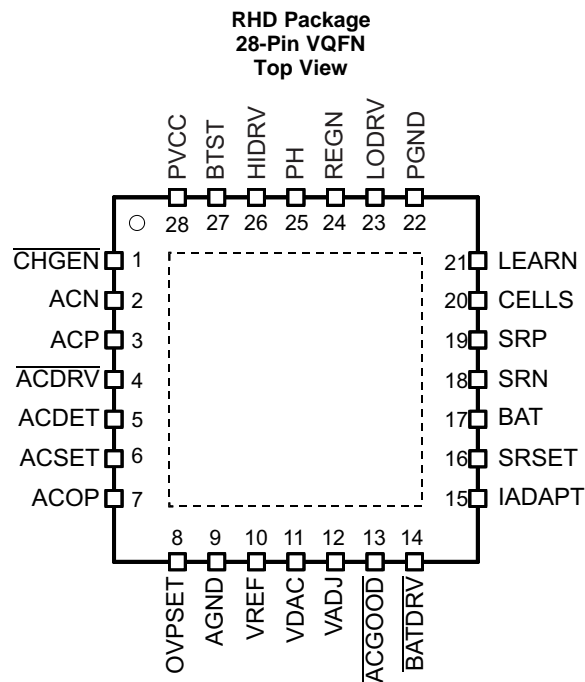 RHD Package
28-Pin VQFN
Top View
PVCC
BTST
HIDRV
PH
REGN
LODRV
PGND
28 27 26 25 24 23 22
CHGEN 1
ACN 2
ACP 3
ACDRV 4
ACDET 5
ACSET 6
ACOP 7
21 LEARN
20 CELLS
19 SRP
18 SRN
17 BAT
16 SRSET
15 IADAPT
8 9 10 11 12 13 14
OVPSET
AGND
VREF
VDAC
VADJ
ACGOOD
BATDRV